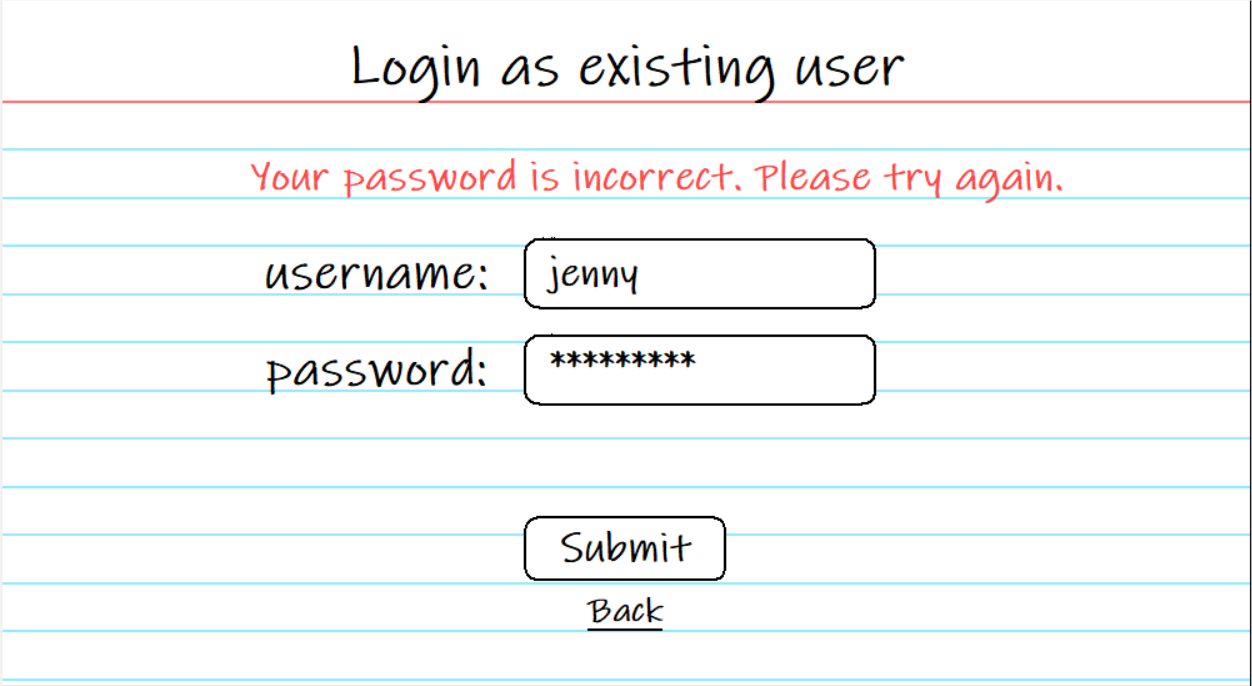 Login as existing user
Your password is incorrect. Please try again.
username: jenny
password: *********
Submit
Back